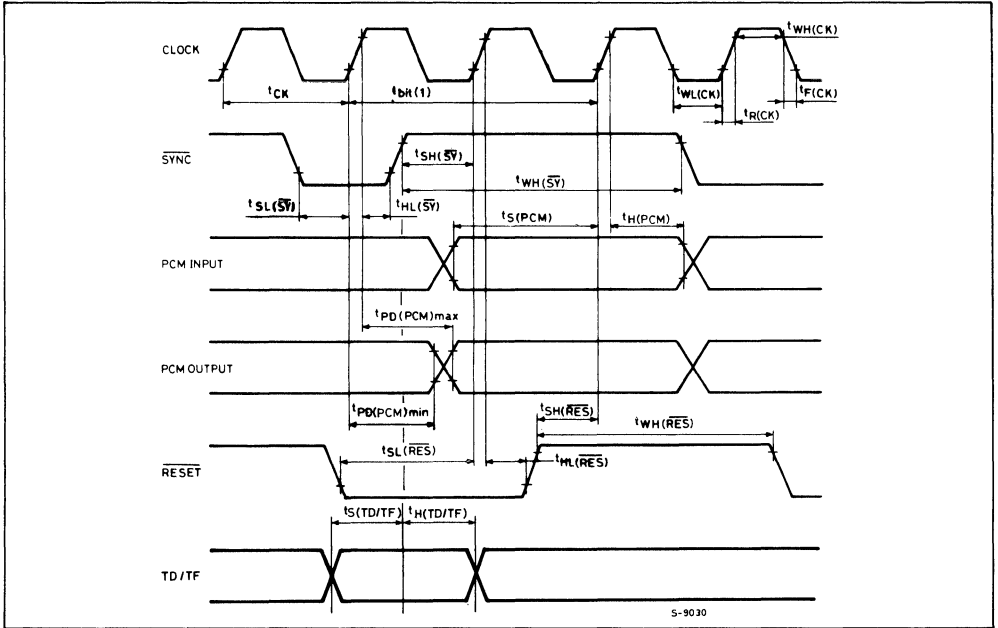 CLOCK
tWH(CK)
tCK
tbit(1)
tWL(CK)
tF(CK)
tR(CK)
SYNC
tSH(SY)
tWH(SY)
tSL(SY)
tHL(SY)
tS(PCM)
tH(PCM)
PCM INPUT
tPD(PCM)max
PCM OUTPUT
tPD(PCM)min
tSH(RES)
tWH(RES)
tSL(RES)
tHL(RES)
RESET
tS(TD/TF)
tH(TD/TF)
TD/TF
S-9030